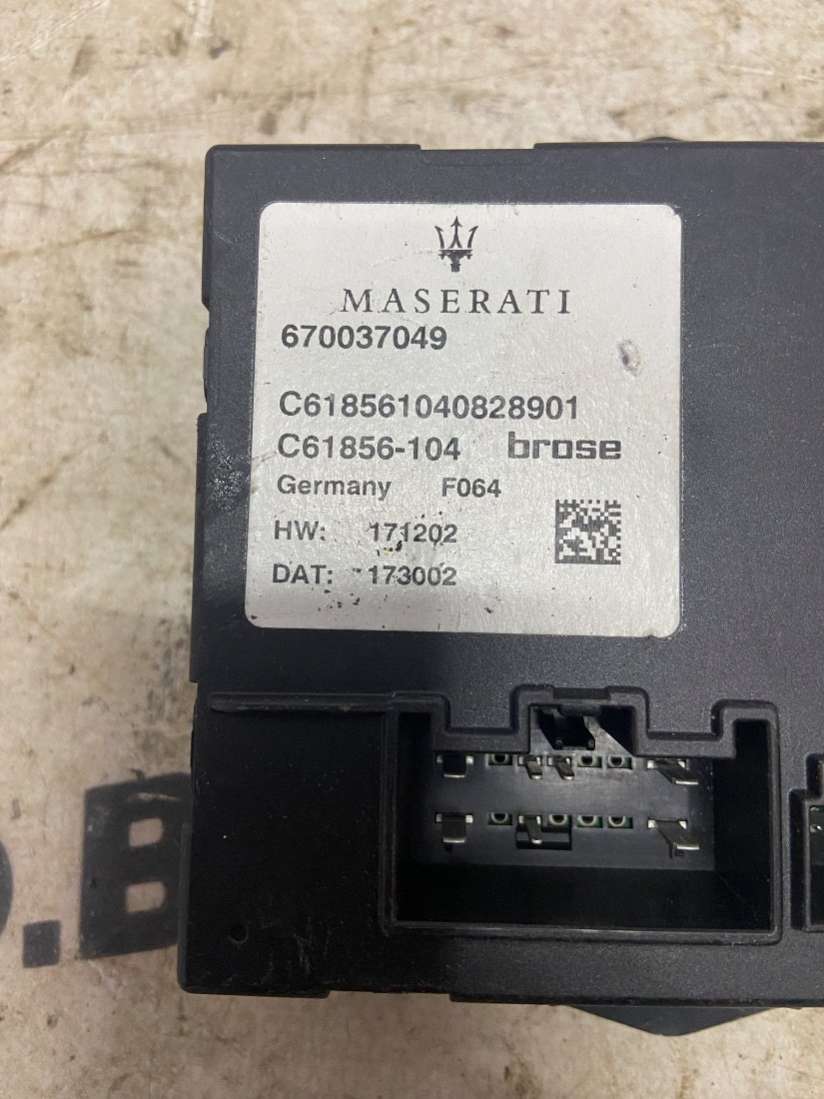 MASERATI
670037049
C618561040828901
C61856-104 brose
Germany F064
HW: 171202
DAT: 173002
.B